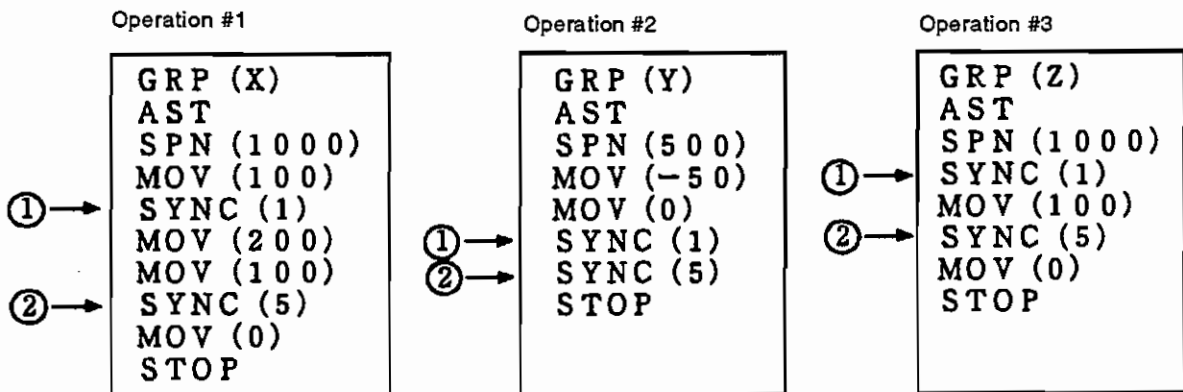 Operation #1
GRP (X)
AST
SPN (1000)
MOV (100)
① SYNC (1)
MOV (200)
MOV (100)
② SYNC (5)
MOV (0)
STOP
Operation #2
GRP (Y)
AST
SPN (500)
MOV (-50)
MOV (0)
① SYNC (1)
② SYNC (5)
STOP
Operation #3
GRP (Z)
AST
SPN (1000)
① SYNC (1)
MOV (100)
② SYNC (5)
MOV (0)
STOP